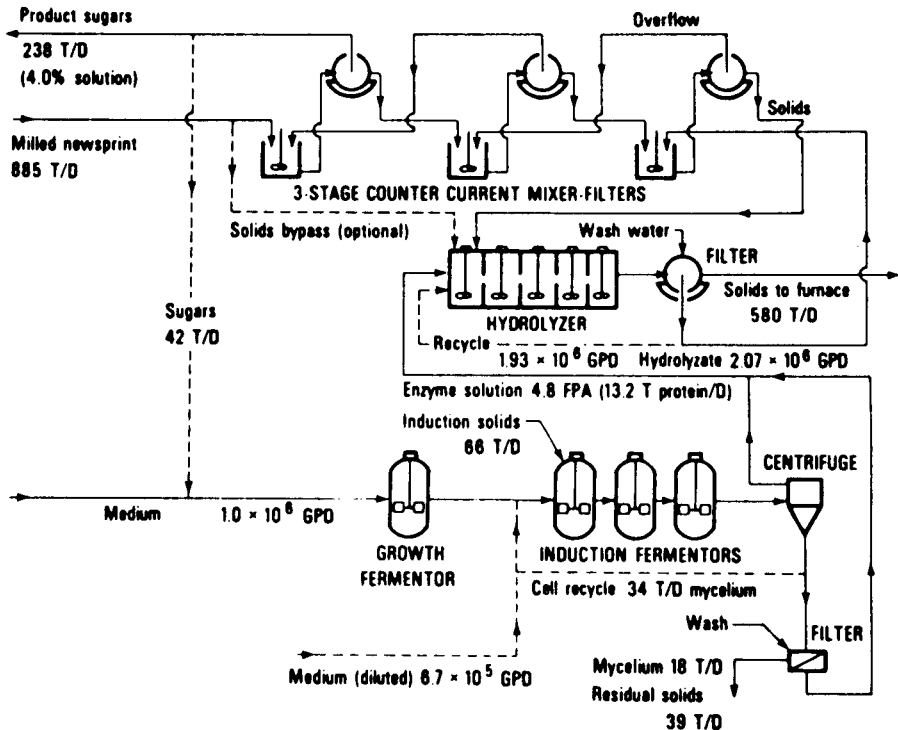 Product sugars
238 T/D
(4.0% solution)
Overflow
Milled newsprint
885 T/D
Solids
3-STAGE COUNTER CURRENT MIXER-FILTERS
Solids bypass (optional)
Wash water
FILTER
Solids to furnace
580 T/D
Sugars
42 T/D
HYDROLYZER
Recycle
1.93 × 10⁶ GPD
Hydrolyzate 2.07 × 10⁶ GPD
Enzyme solution 4.8 FPA (13.2 T protein/D)
Induction solids
66 T/D
CENTRIFUGE
Medium
1.0 × 10⁶ GPD
GROWTH
FERMENTOR
INDUCTION FERMENTORS
Cell recycle 34 T/D mycelium
Wash
FILTER
Medium (diluted) 6.7 × 10⁵ GPD
Mycelium 18 T/D
Residual solids
39 T/D